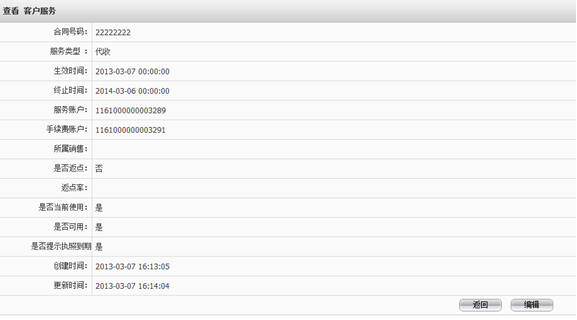 查看 客户服务
合同号码: 22222222
服务类型 : 代收
生效时间: 2013-03-07 00:00:00
终止时间: 2014-03-06 00:00:00
服务账户: 1161000000003289
手续费账户: 1161000000003291
所属销售:
是否返点: 否
返点率:
是否当前使用: 是
是否可用: 是
是否提示执照到期 是
创建时间: 2013-03-07 16:13:05
更新时间: 2013-03-07 16:14:04
返回 编辑